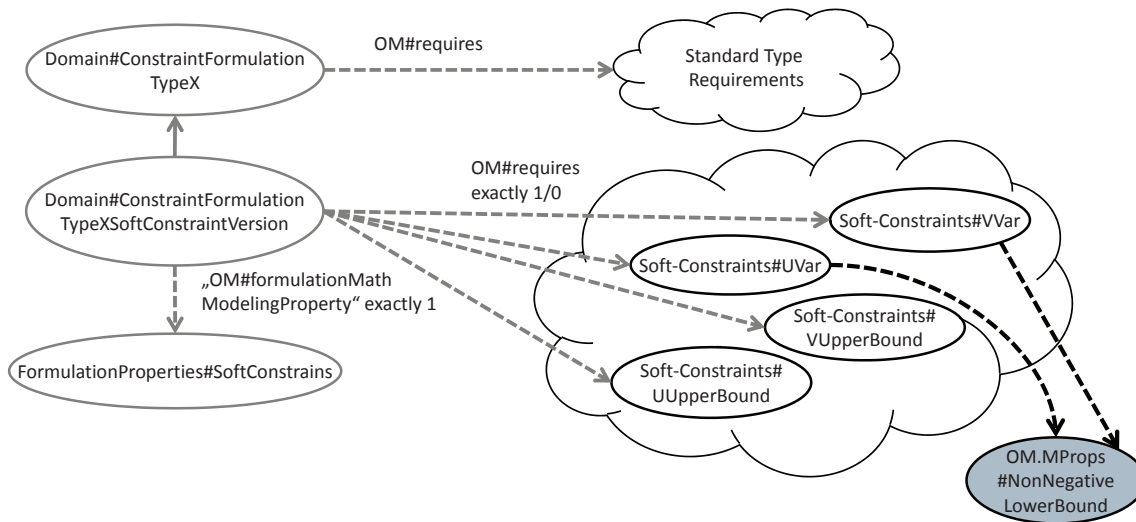 Domain#ConstraintFormulation
TypeX
OM#requires
Standard Type
Requirements
Domain#ConstraintFormulation
TypeXSoftConstraintVersion
OM#requires
exactly 1/0
Soft-Constraints#VVar
Soft-Constraints#UVar
„OM#formulationMath
ModelingProperty“ exactly 1
Soft-Constraints#
VUpperBound
FormulationProperties#SoftConstrains
Soft-Constraints#
UUpperBound
OM.MProps
#NonNegative
LowerBound